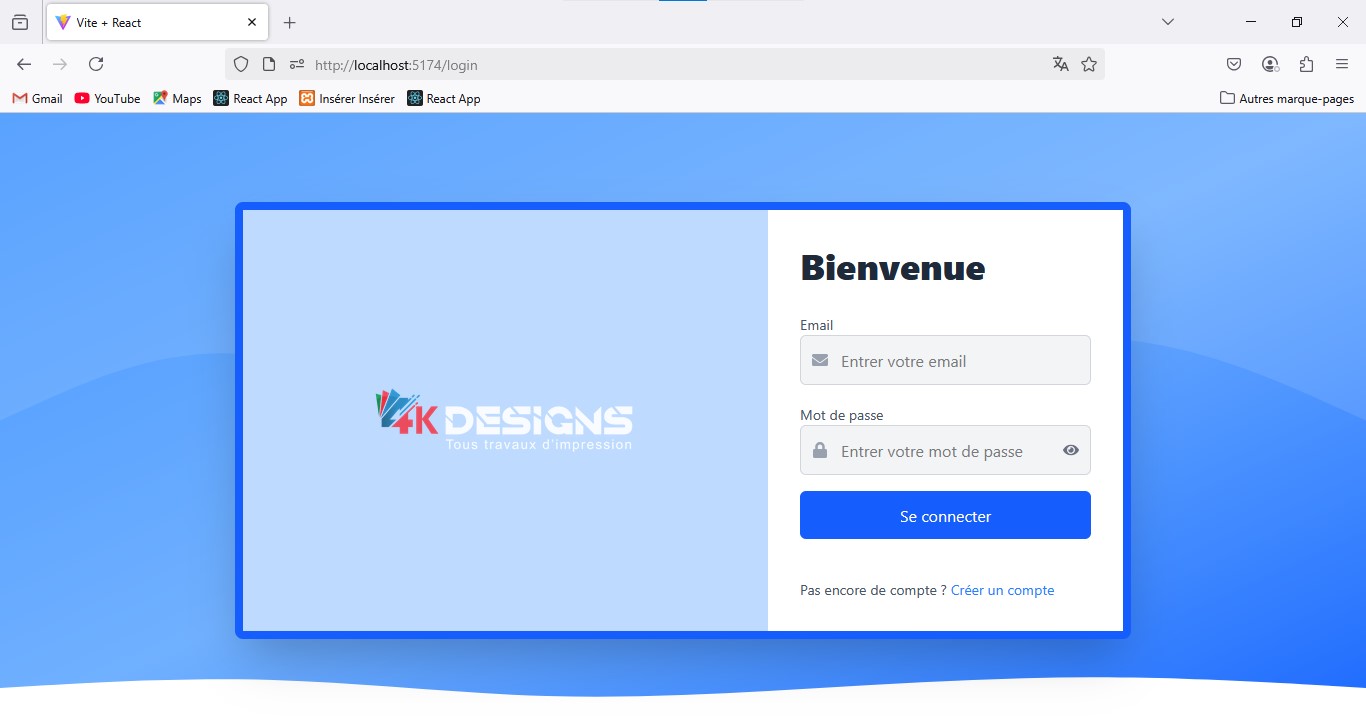 Vite + React
http://localhost:5174/login
Gmail
YouTube
Maps
React App
Insérer Insérer
React App
Autres marque-pages
4K DESIGNS
Tous travaux d'impression
Bienvenue
Email
Entrer votre email
Mot de passe
Entrer votre mot de passe
Se connecter
Pas encore de compte ? Créer un compte